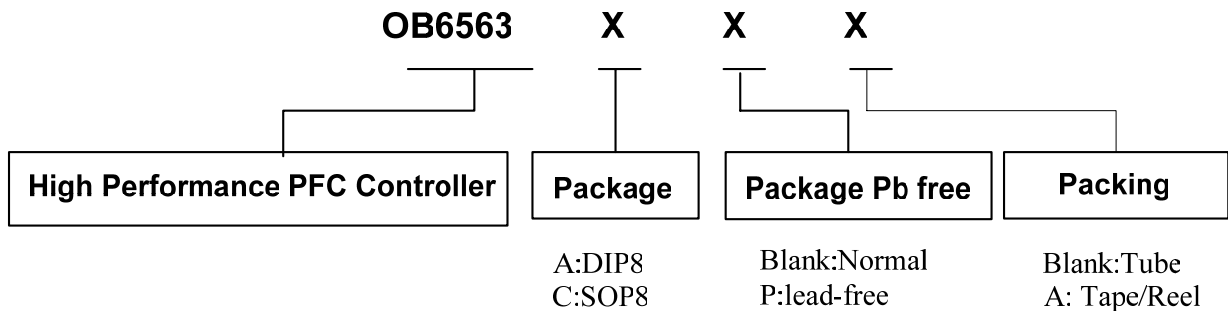 OB6563 X X X
High Performance PFC Controller
Package
Package Pb free
Packing
A:DIP8
C:SOP8
Blank:Normal
P:lead-free
Blank:Tube
A: Tape/Reel